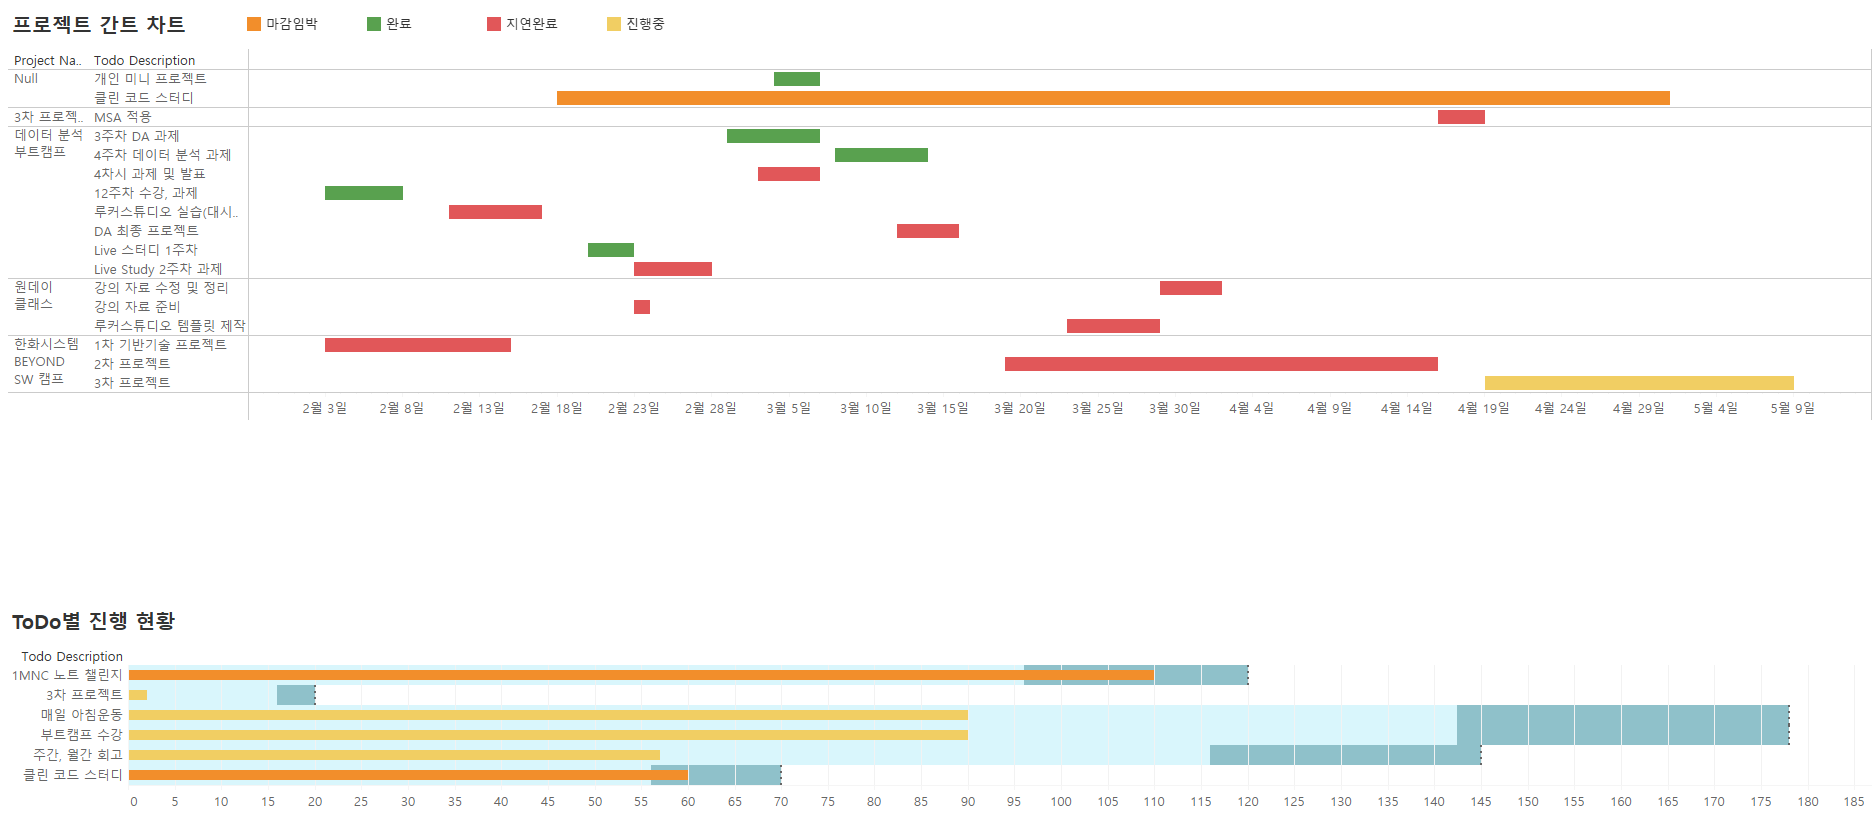 프로젝트 간트 차트
마감임박 완료 지연완료 진행중
Project Na.. Todo Description
Null 개인 미니 프로젝트
클린 코드 스터디
3차 프로젝.. MSA 적용
데이터 분석 부트캠프 3주차 DA 과제
4주차 데이터 분석 과제
4차시 과제 및 발표
12주차 수강, 과제
루커스튜디오 실습(대시..
DA 최종 프로젝트
Live 스터디 1주차
Live Study 2주차 과제
원데이 클래스 강의 자료 수정 및 정리
강의 자료 준비
루커스튜디오 템플릿 제작
한화시스템 BEYOND SW 캠프 1차 기반기술 프로젝트
2차 프로젝트
3차 프로젝트
2월 3일 2월 8일 2월 13일 2월 18일 2월 23일 2월 28일 3월 5일 3월 10일 3월 15일 3월 20일 3월 25일 3월 30일 4월 4일 4월 9일 4월 14일 4월 19일 4월 24일 4월 29일 5월 4일 5월 9일
ToDo별 진행 현황
Todo Description
1MNC 노트 챌린지
3차 프로젝트
매일 아침운동
부트캠프 수강
주간, 월간 회고
클린 코드 스터디
0 5 10 15 20 25 30 35 40 45 50 55 60 65 70 75 80 85 90 95 100 105 110 115 120 125 130 135 140 145 150 155 160 165 170 175 180 185